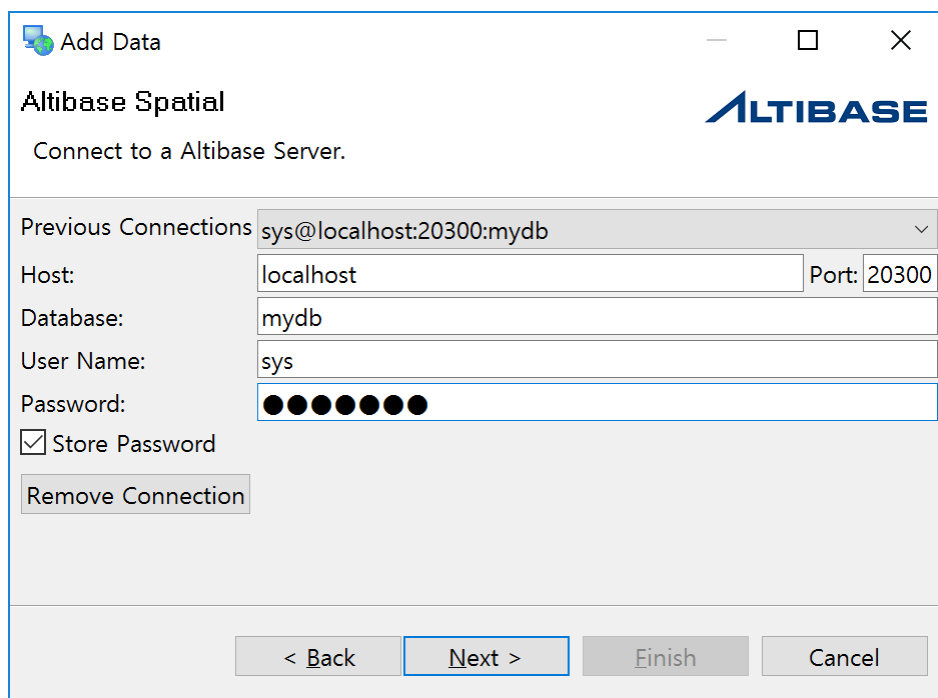 Add Data
Altibase Spatial
ALTIBASE
Connect to a Altibase Server.
Previous Connections sys@localhost:20300:mydb
Host: localhost Port: 20300
Database: mydb
User Name: sys
Password: ●●●●●●●
Store Password
Remove Connection
< Back Next > Finish Cancel